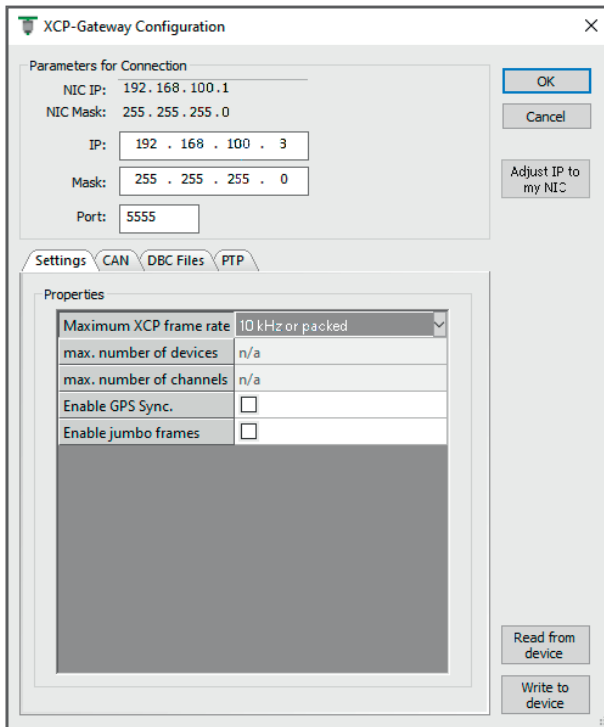 XCP-Gateway Configuration
Parameters for Connection
NIC IP: 192.168.100.1
NIC Mask: 255.255.255.0
IP: 192 . 168 . 100 . 3
Mask: 255 . 255 . 255 . 0
Port: 5555
OK
Cancel
Adjust IP to
my NIC
Settings CAN DBC Files PTP
Properties
Maximum XCP frame rate 10 kHz or packed
max. number of devices n/a
max. number of channels n/a
Enable GPS Sync.
Enable jumbo frames
Read from
device
Write to
device